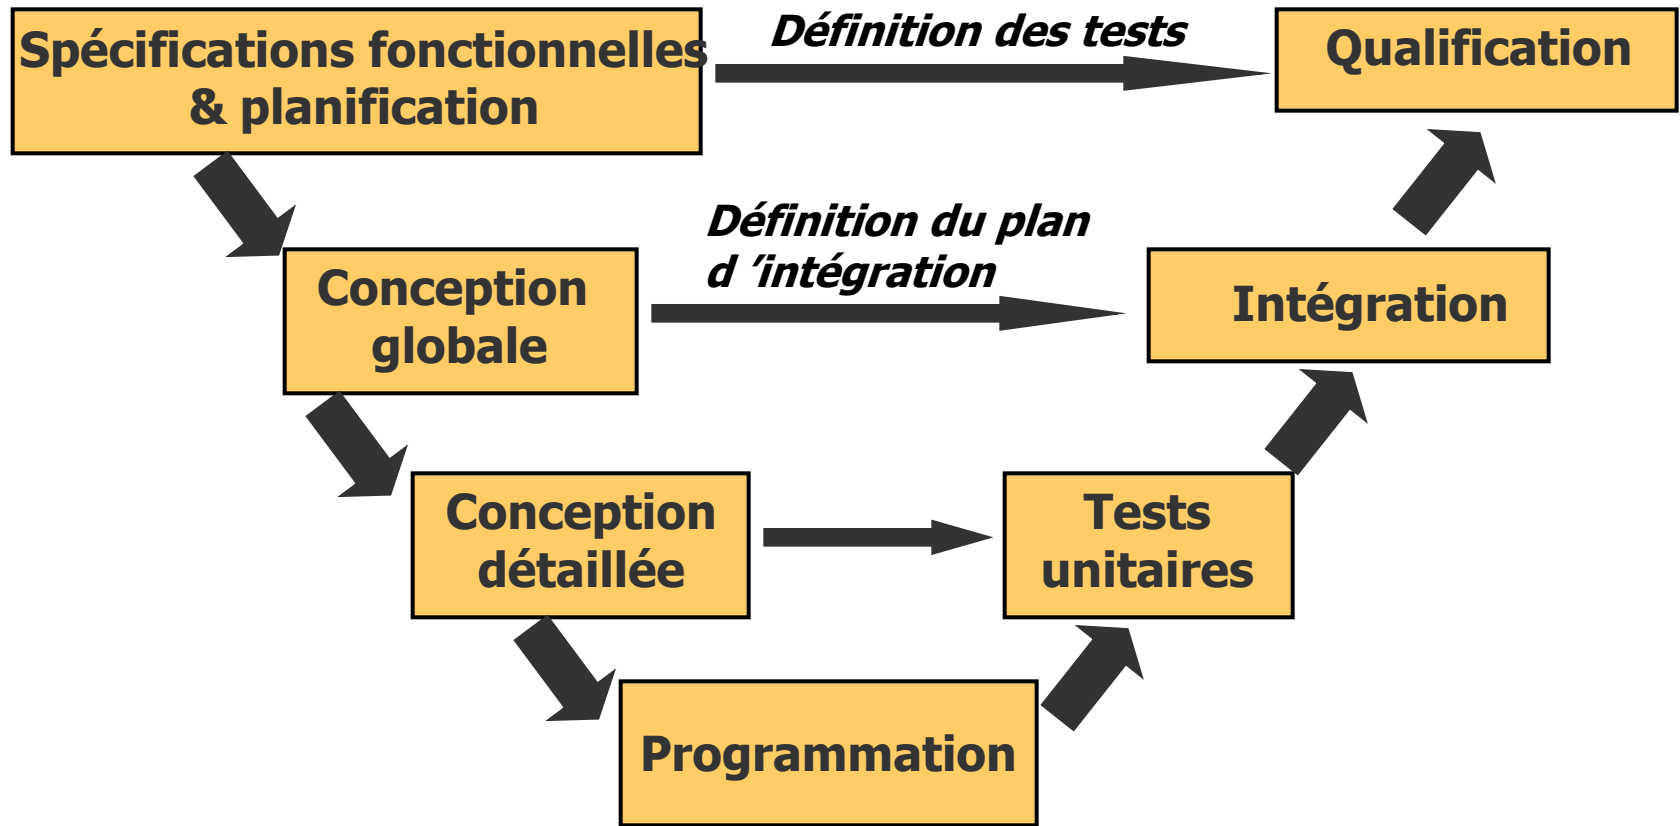 Spécifications fonctionnelles
& planification
Définition des tests
Qualification
Définition du plan
d ’intégration
Conception
globale
Intégration
Conception
détaillée
Tests
unitaires
Programmation